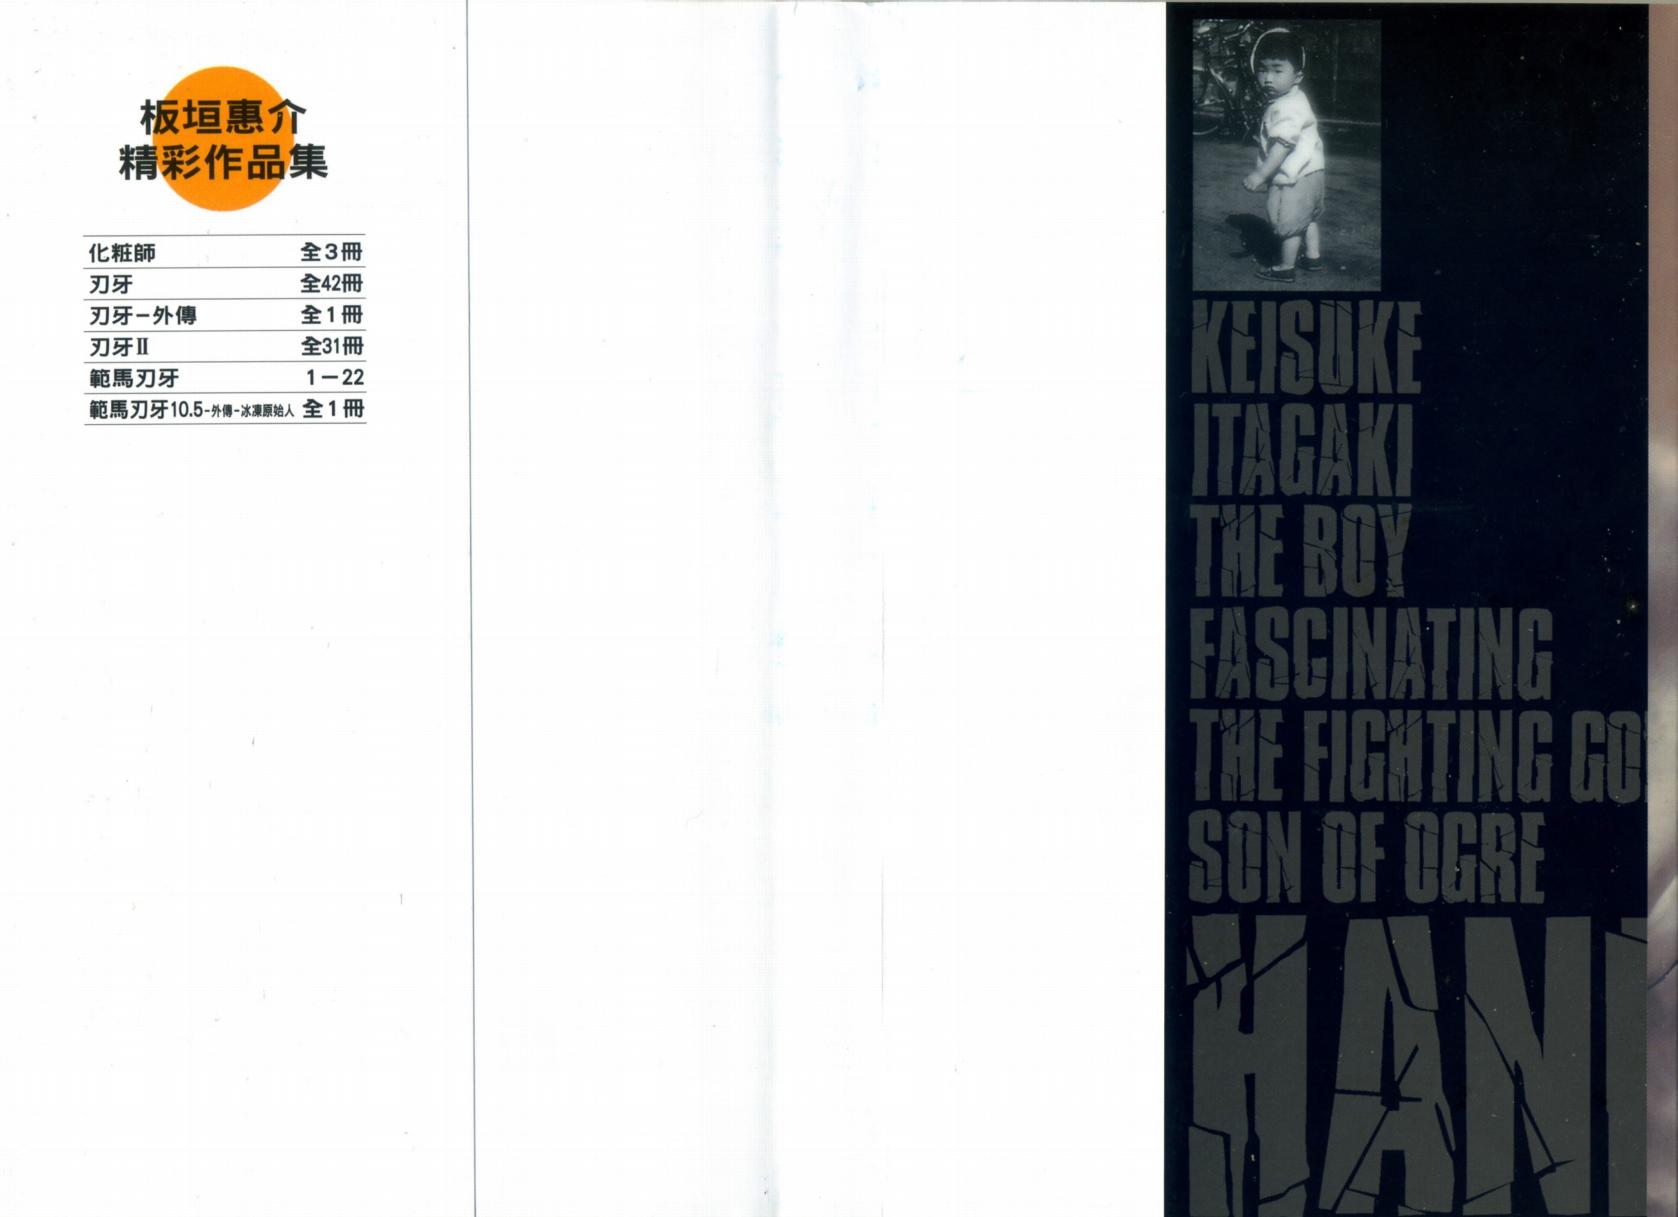 板垣惠介
精彩作品集
化粧師 全3冊
刃牙 全42冊
刃牙-外傳 全1冊
刃牙Ⅱ 全31冊
範馬刃牙 1-22
範馬刃牙10.5-外傳-冰凍原始人 全1冊
KEISUKE
ITAGAKI
THE BOY
FASCINATING
THE FIGHTING GO
SON OF OGRE
HAN